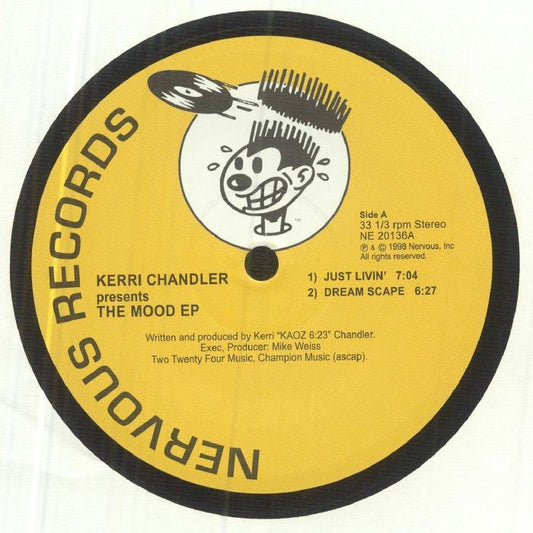 NERVOUS RECORDS
TM
Side A
33 1/3 rpm Stereo
NE 20136A
℗ & © 1998 Nervous, Inc
All rights reserved.
KERRI CHANDLER
presents
THE MOOD EP
1) JUST LIVIN' 7:04
2) DREAM SCAPE 6:27
Written and produced by Kerri "KAOZ 6:23" Chandler.
Exec, Producer: Mike Weiss
Two Twenty Four Music, Champion Music (ascap).